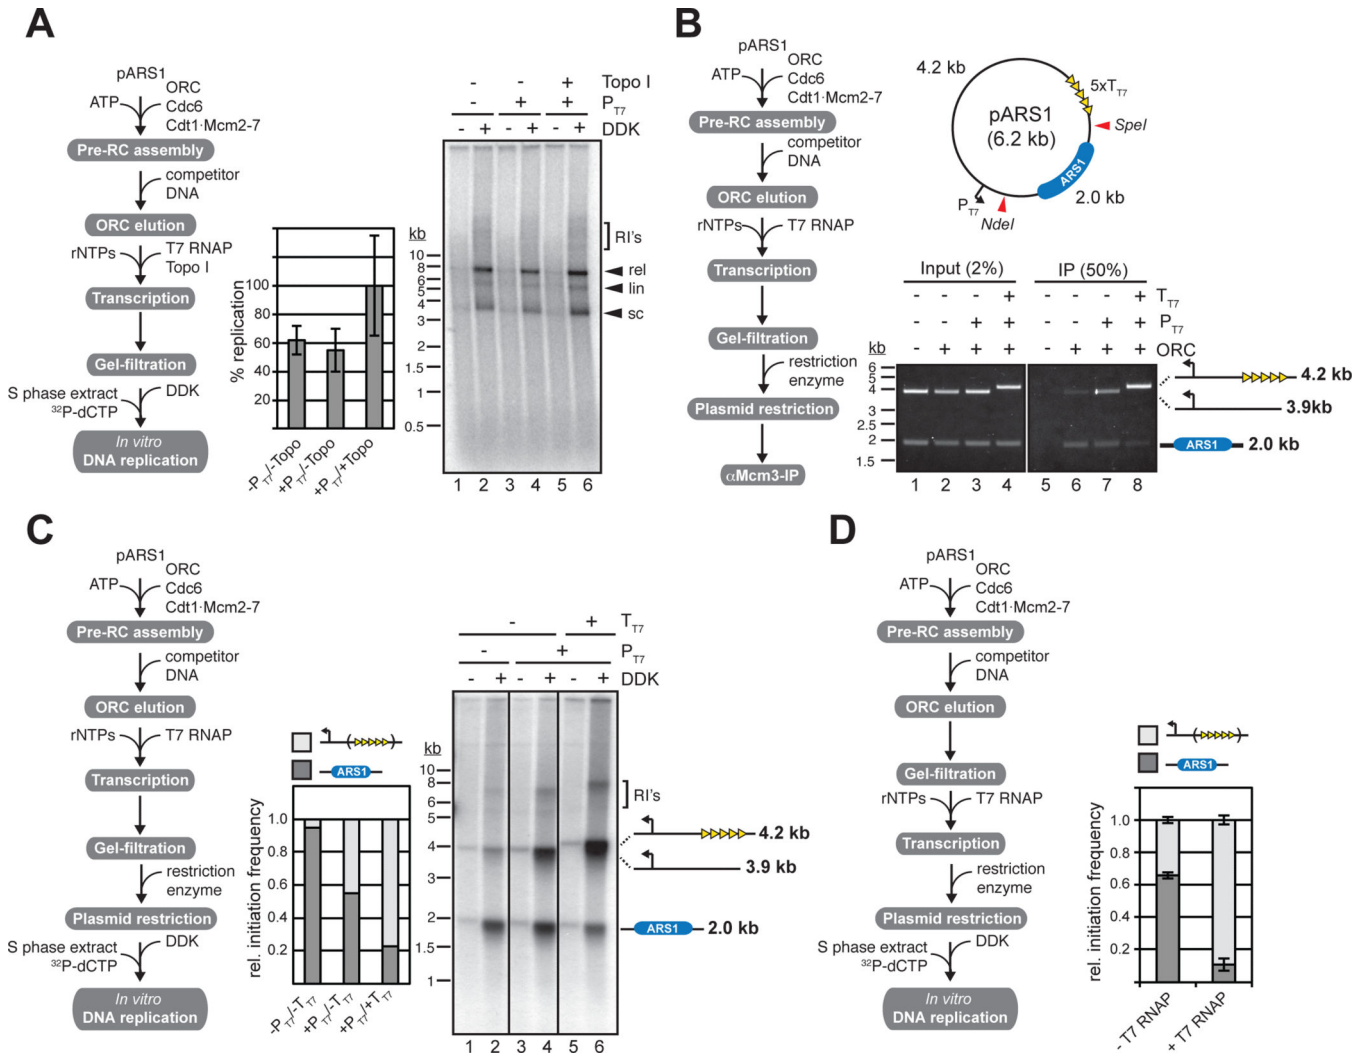 A
pARS1
ORC
ATP
Cdc6
Cdt1·Mcm2-7
Pre-RC assembly
competitor
DNA
ORC elution
rNTPs
T7 RNAP
Topo I
Transcription
Gel-filtration
S phase extract
DDK
32P-dCTP
In vitro
DNA replication
% replication
100
80
60
40
20
-PT7/-Topo
+PT7/-Topo
+PT7/+Topo
- - + Topo I
- + + PT7
- + - + - + DDK
kb
10
8
6
5
4
3
2
1.5
1
0.5
RI's
rel
lin
sc
1 2 3 4 5 6
B
pARS1
ORC
ATP
Cdc6
Cdt1·Mcm2-7
Pre-RC assembly
competitor
DNA
ORC elution
rNTPs
T7 RNAP
Transcription
Gel-filtration
restriction
enzyme
Plasmid restriction
αMcm3-IP
4.2 kb
5xTT7
pARS1
(6.2 kb)
SpeI
ARS1
2.0 kb
PT7
NdeI
Input (2%) IP (50%)
- - - + - - - + TT7
- - + + - - + + PT7
- + + + - + + + ORC
kb
6
5
4
3
2.5
2
1.5
4.2 kb
3.9kb
ARS1 2.0 kb
1 2 3 4 5 6 7 8
C
pARS1
ORC
ATP
Cdc6
Cdt1·Mcm2-7
Pre-RC assembly
competitor
DNA
ORC elution
rNTPs
T7 RNAP
Transcription
Gel-filtration
restriction
enzyme
Plasmid restriction
S phase extract
DDK
32P-dCTP
In vitro
DNA replication
ARS1
rel. initiation frequency
1.0
0.8
0.6
0.4
0.2
-PT7/-TT7
+PT7/-TT7
+PT7/+TT7
- + TT7
- + PT7
- + - + - + DDK
kb
10
8
6
5
4
3
2
1.5
1
RI's
4.2 kb
3.9 kb
ARS1 2.0 kb
1 2 3 4 5 6
D
pARS1
ORC
ATP
Cdc6
Cdt1·Mcm2-7
Pre-RC assembly
competitor
DNA
ORC elution
Gel-filtration
rNTPs
T7 RNAP
Transcription
restriction
enzyme
Plasmid restriction
S phase extract
DDK
32P-dCTP
In vitro
DNA replication
ARS1
rel. initiation frequency
1.0
0.8
0.6
0.4
0.2
- T7 RNAP
+ T7 RNAP